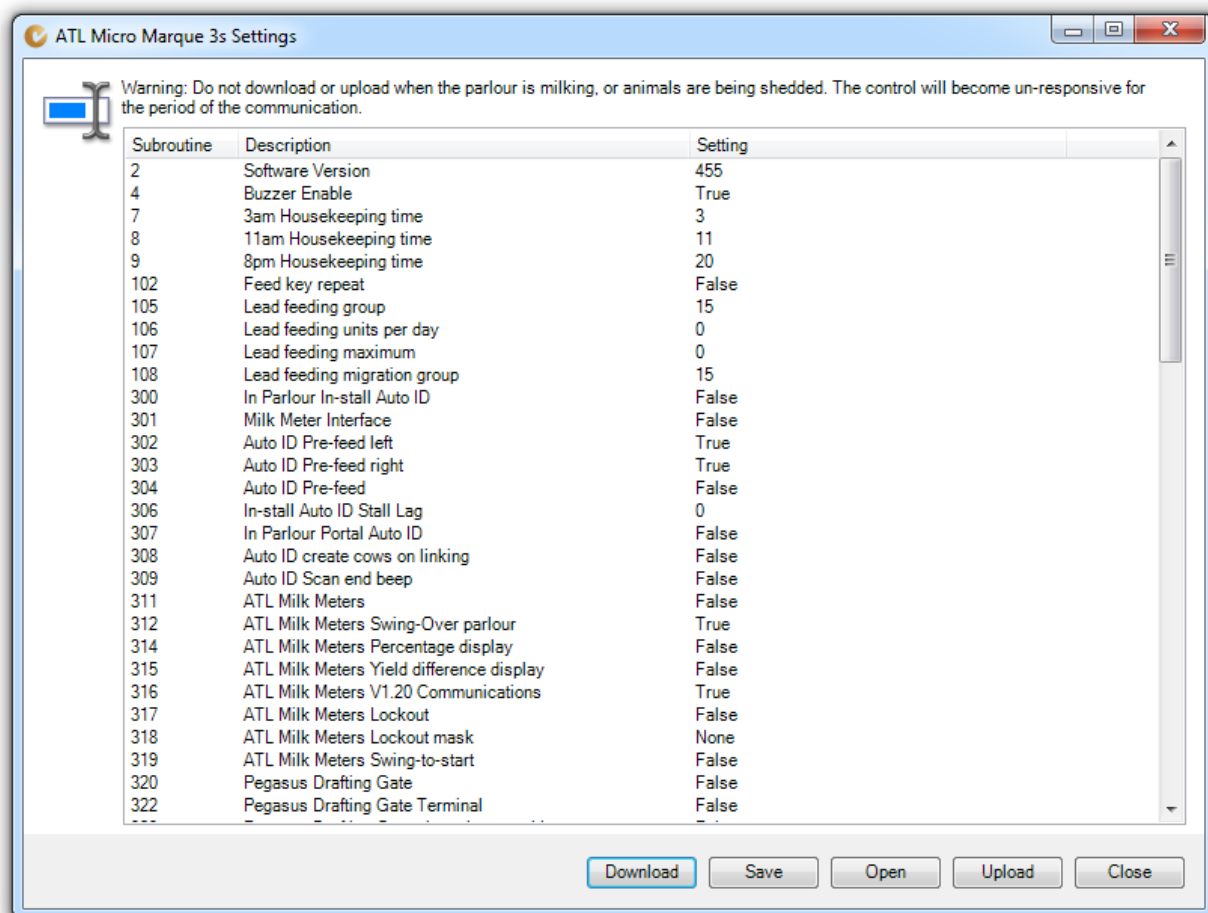 ATL Micro Marque 3s Settings
Warning: Do not download or upload when the parlour is milking, or animals are being shedded. The control will become un-responsive for
the period of the communication.
Subroutine Description Setting
2 Software Version 455
4 Buzzer Enable True
7 3am Housekeeping time 3
8 11am Housekeeping time 11
9 8pm Housekeeping time 20
102 Feed key repeat False
105 Lead feeding group 15
106 Lead feeding units per day 0
107 Lead feeding maximum 0
108 Lead feeding migration group 15
300 In Parlour In-stall Auto ID False
301 Milk Meter Interface False
302 Auto ID Pre-feed left True
303 Auto ID Pre-feed right True
304 Auto ID Pre-feed False
306 In-stall Auto ID Stall Lag 0
307 In Parlour Portal Auto ID False
308 Auto ID create cows on linking False
309 Auto ID Scan end beep False
311 ATL Milk Meters False
312 ATL Milk Meters Swing-Over parlour True
314 ATL Milk Meters Percentage display False
315 ATL Milk Meters Yield difference display False
316 ATL Milk Meters V1.20 Communications True
317 ATL Milk Meters Lockout False
318 ATL Milk Meters Lockout mask None
319 ATL Milk Meters Swing-to-start False
320 Pegasus Drafting Gate False
322 Pegasus Drafting Gate Terminal False
Download Save Open Upload Close